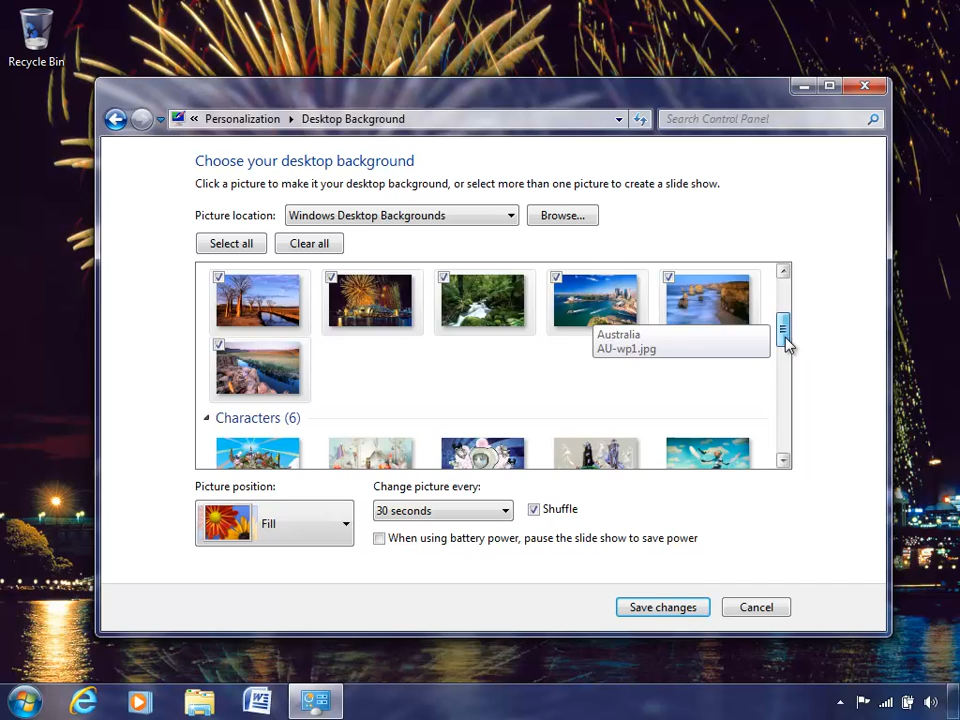 Recycle Bin
« Personalization Desktop Background
Search Control Panel
Choose your desktop background
Click a picture to make it your desktop background, or select more than one picture to create a slide show.
Picture location: Windows Desktop Backgrounds Browse...
Select all Clear all
Australia
AU-wp1.jpg
Characters (6)
Picture position: Change picture every:
Fill 30 seconds Shuffle
When using battery power, pause the slide show to save power
Save changes Cancel